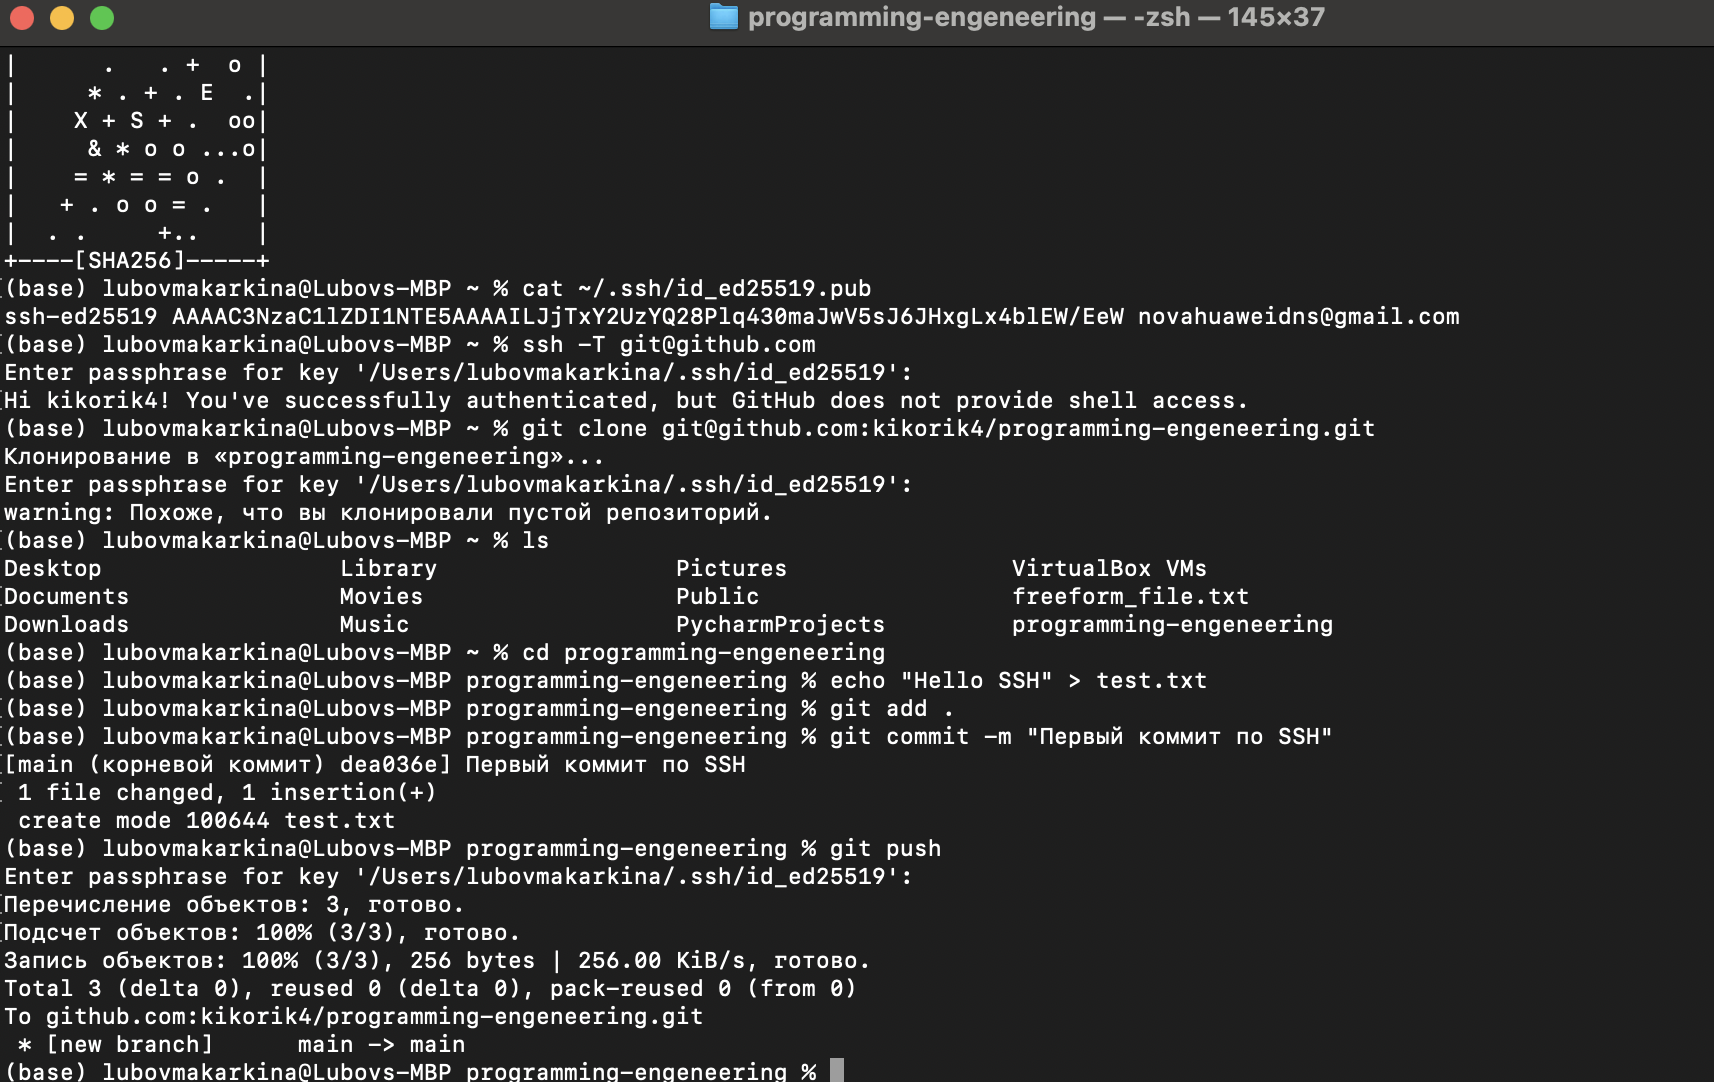 programming-engeneering — -zsh — 145×37
|      .   . +  o |
|     * . + . E  .|
|    X + S + .  oo|
|     & * o o ...o|
|    = * = = o .  |
|   + . o o = .   |
|  . .     +..    |
+----[SHA256]-----+
(base) lubovmakarkina@Lubovs-MBP ~ % cat ~/.ssh/id_ed25519.pub
ssh-ed25519 AAAAC3NzaC1lZDI1NTE5AAAAILJjTxY2UzYQ28Plq430maJwV5sJ6JHxgLx4blEW/EeW novahuaweidns@gmail.com
(base) lubovmakarkina@Lubovs-MBP ~ % ssh -T git@github.com
Enter passphrase for key '/Users/lubovmakarkina/.ssh/id_ed25519':
Hi kikorik4! You've successfully authenticated, but GitHub does not provide shell access.
(base) lubovmakarkina@Lubovs-MBP ~ % git clone git@github.com:kikorik4/programming-engeneering.git
Клонирование в «programming-engeneering»...
Enter passphrase for key '/Users/lubovmakarkina/.ssh/id_ed25519':
warning: Похоже, что вы клонировали пустой репозиторий.
(base) lubovmakarkina@Lubovs-MBP ~ % ls
Desktop                 Library                 Pictures                VirtualBox VMs
Documents               Movies                  Public                  freeform_file.txt
Downloads               Music                   PycharmProjects         programming-engeneering
(base) lubovmakarkina@Lubovs-MBP ~ % cd programming-engeneering
(base) lubovmakarkina@Lubovs-MBP programming-engeneering % echo "Hello SSH" > test.txt
(base) lubovmakarkina@Lubovs-MBP programming-engeneering % git add .
(base) lubovmakarkina@Lubovs-MBP programming-engeneering % git commit -m "Первый коммит по SSH"
[main (корневой коммит) dea036e] Первый коммит по SSH
 1 file changed, 1 insertion(+)
 create mode 100644 test.txt
(base) lubovmakarkina@Lubovs-MBP programming-engeneering % git push
Enter passphrase for key '/Users/lubovmakarkina/.ssh/id_ed25519':
Перечисление объектов: 3, готово.
Подсчет объектов: 100% (3/3), готово.
Запись объектов: 100% (3/3), 256 bytes | 256.00 KiB/s, готово.
Total 3 (delta 0), reused 0 (delta 0), pack-reused 0 (from 0)
To github.com:kikorik4/programming-engeneering.git
 * [new branch]      main -> main
(base) lubovmakarkina@Lubovs-MBP programming-engeneering %